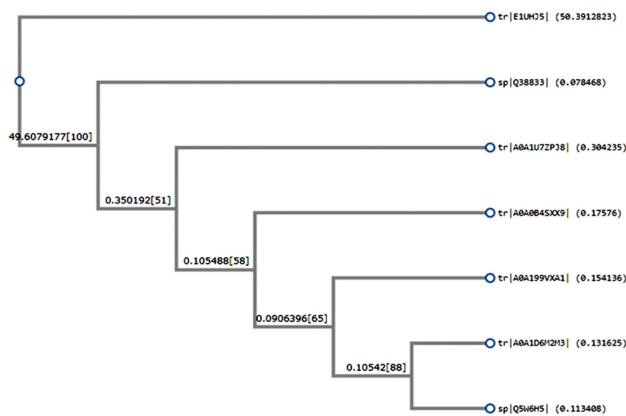 tr|E1UHJ5| (50.3912823)
sp|Q38833| (0.078468)
49.6079177[100]
tr|A0A1U7ZPJ8| (0.304235)
0.350192[51]
tr|A0A0B4SXX9| (0.17576)
0.105488[58]
tr|A0A199VXA1| (0.154136)
0.0906396[65]
tr|A0A1D6M2M3| (0.131625)
0.10542[88]
sp|Q5W6H5| (0.113408)